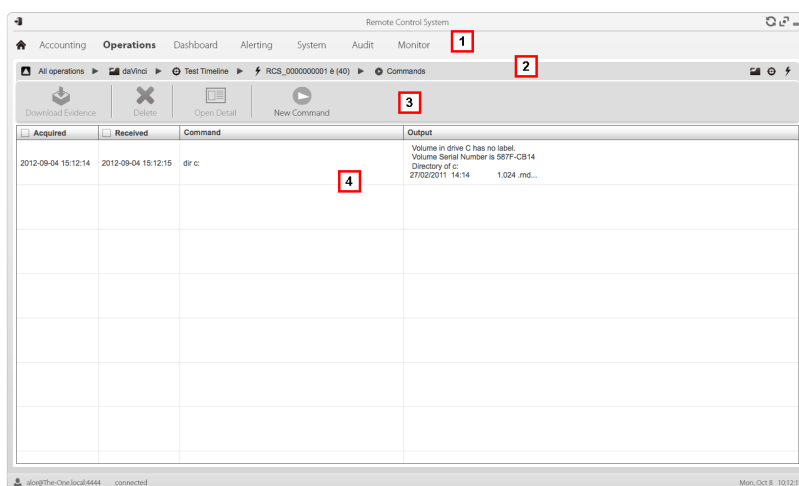 Remote Control System
Accounting Operations Dashboard Alerting System Audit Monitor 1
All operations daVinci Test Timeline RCS_0000000001 è (40) Commands 2
Download Evidence Delete Open Detail New Command 3
Acquired Received Command Output
2012-09-04 15:12:14 2012-09-04 15:12:15 dir c: Volume in drive C has no label.
Volume Serial Number is 587F-CB14
Directory of c:
27/02/2011 14:14 1.024 .rnd...
4
alor@The-One.local:4444 connected Mon, Oct 8 10:12:1